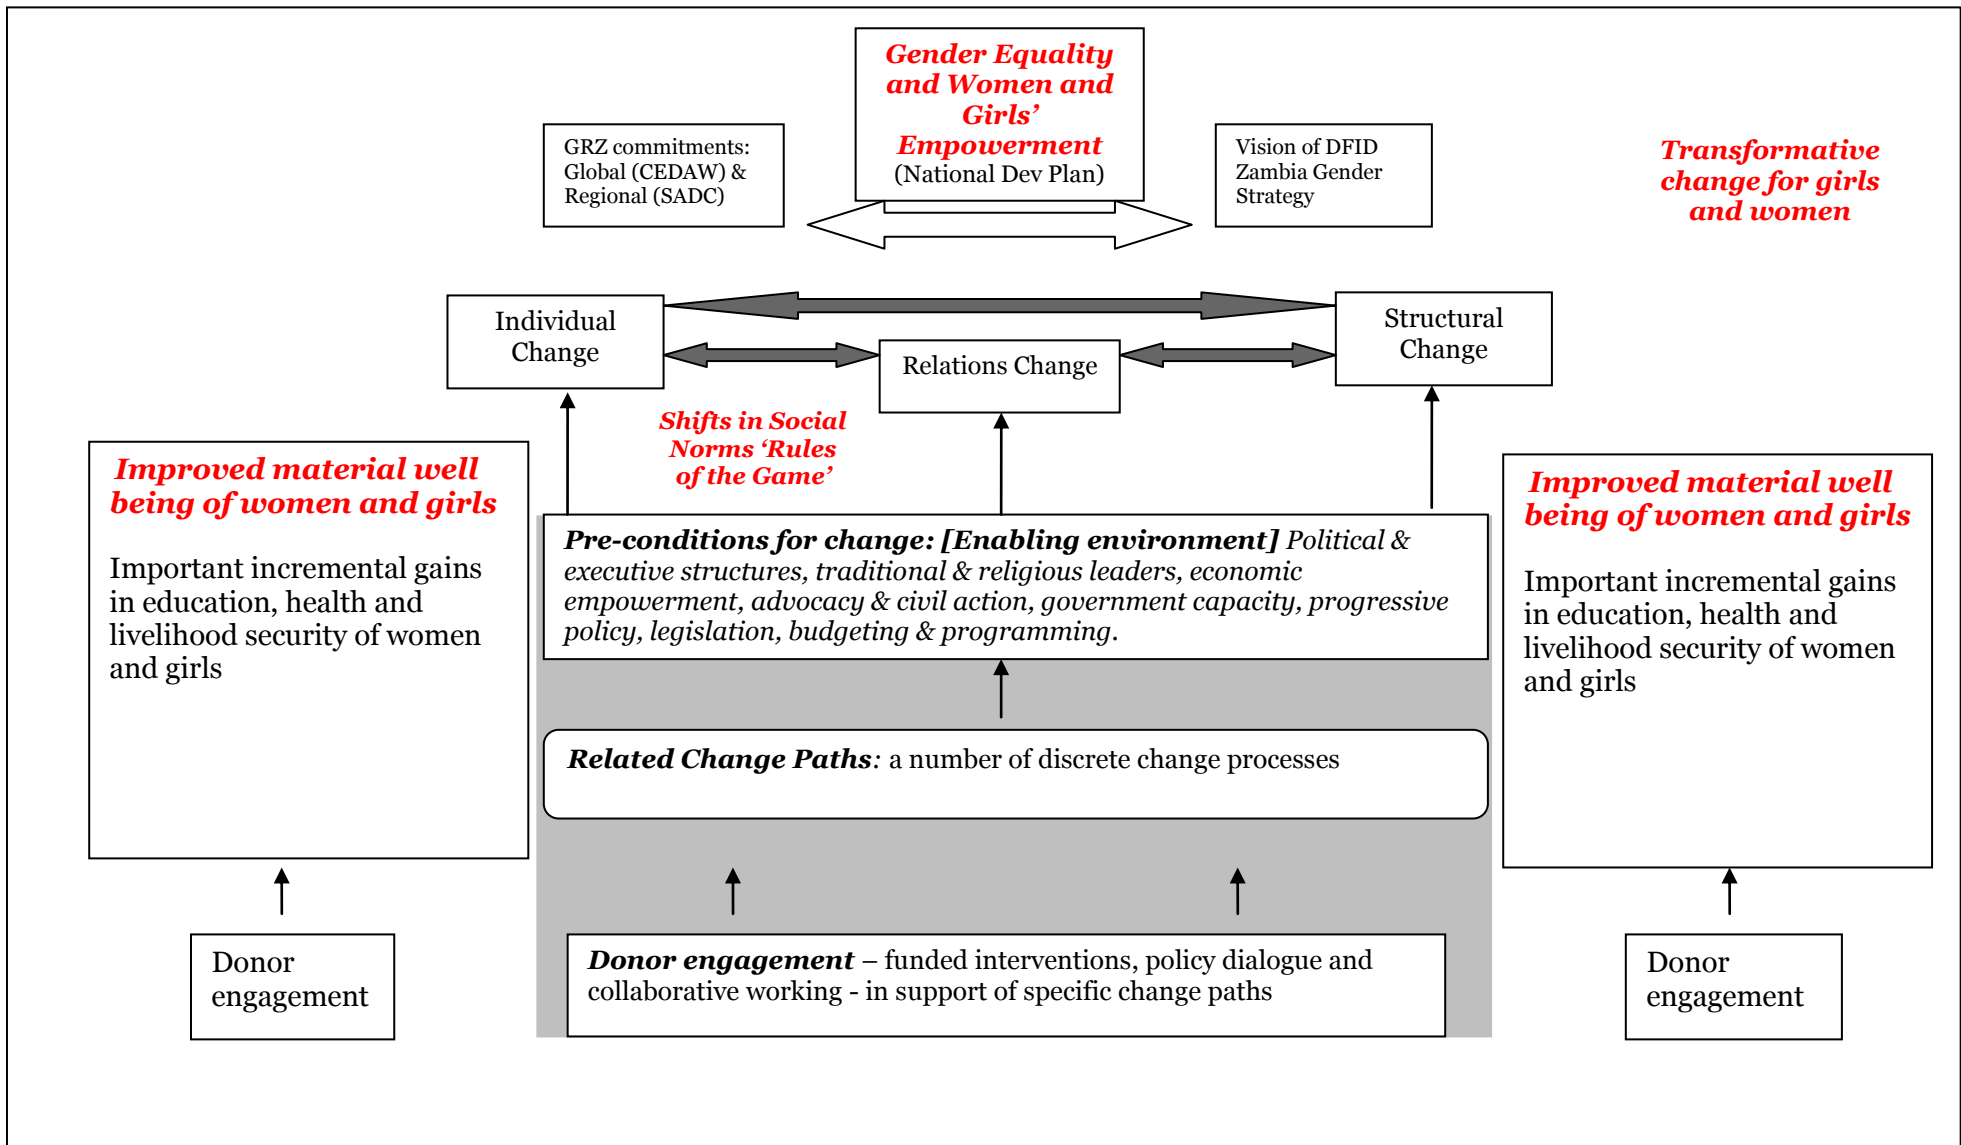 Gender Equality
and Women and
Girls’
Empowerment
(National Dev Plan)
GRZ commitments:
Global (CEDAW) &
Regional (SADC)
Vision of DFID
Zambia Gender
Strategy
Transformative
change for girls
and women
Individual
Change
Relations Change
Structural
Change
Shifts in Social
Norms ‘Rules
of the Game’
Improved material well
being of women and girls
Important incremental gains
in education, health and
livelihood security of women
and girls
Pre-conditions for change: [Enabling environment] Political &
executive structures, traditional & religious leaders, economic
empowerment, advocacy & civil action, government capacity, progressive
policy, legislation, budgeting & programming.
Improved material well
being of women and girls
Important incremental gains
in education, health and
livelihood security of women
and girls
Related Change Paths: a number of discrete change processes
Donor
engagement
Donor engagement – funded interventions, policy dialogue and
collaborative working - in support of specific change paths
Donor
engagement